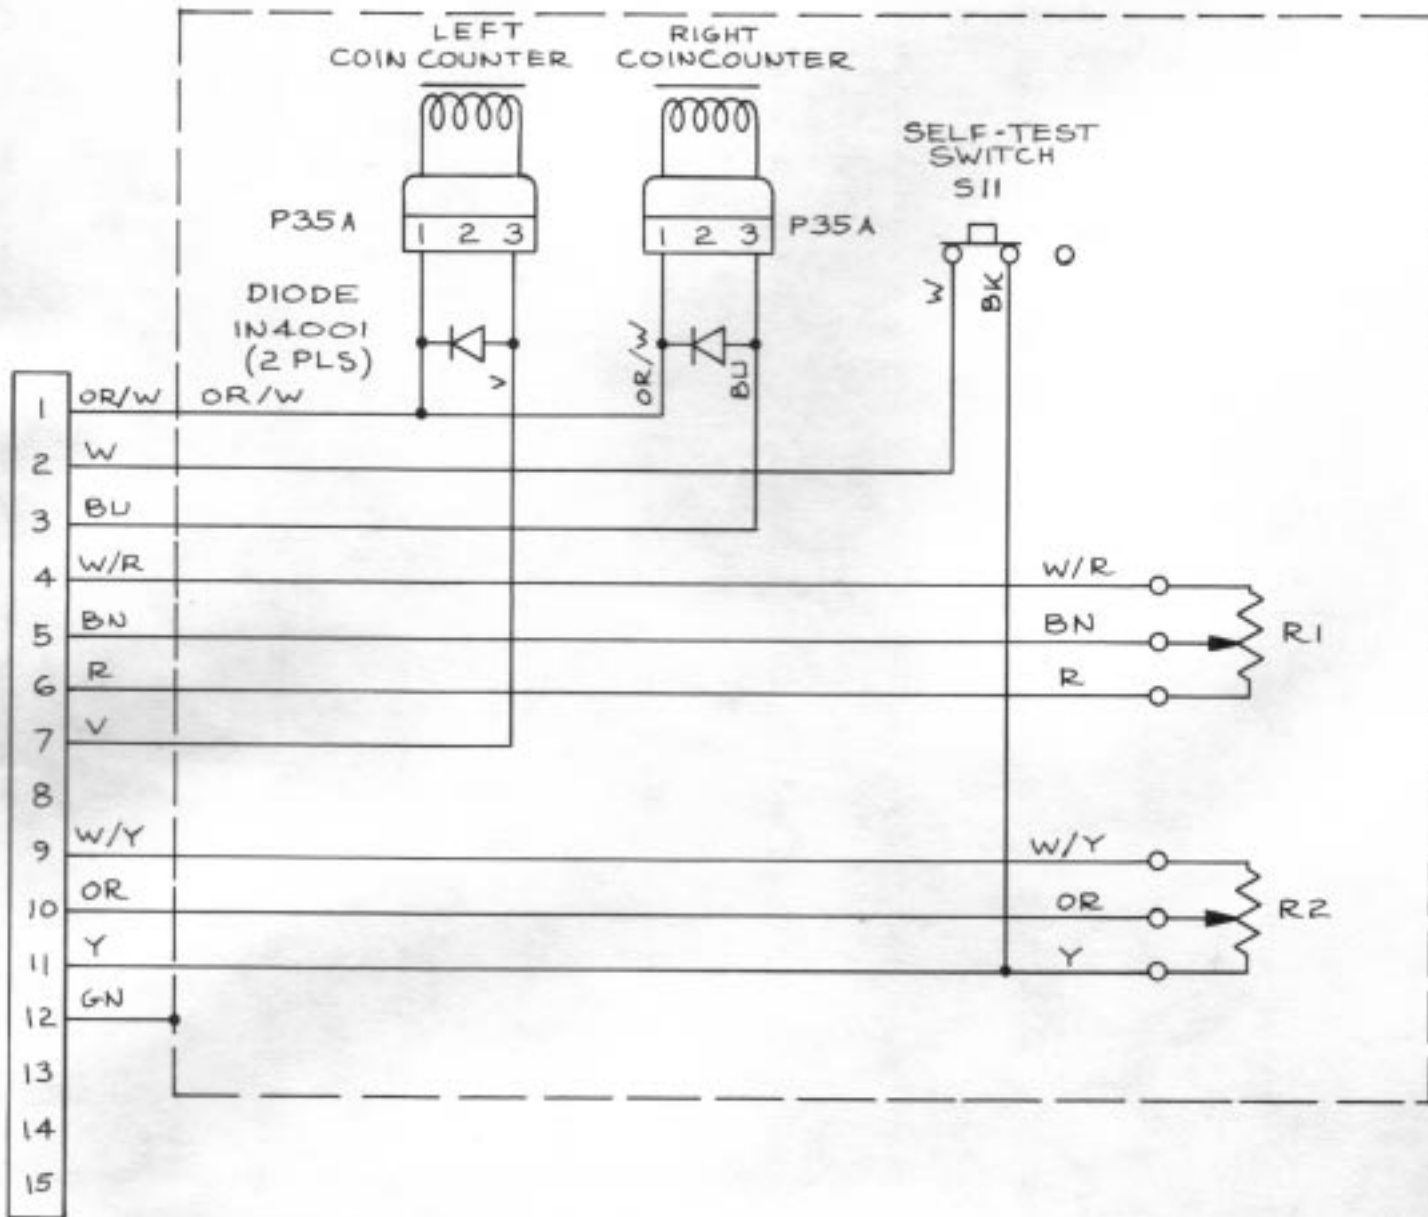 LEFT
COIN COUNTER
RIGHT
COINCOUNTER
SELF-TEST
SWITCH
S11
P35A
1 2 3
1 2 3
P35A
W
BK
DIODE
1N4001
(2 PLS)
V
OR/W
BU
1 OR/W OR/W
2 W
3 BU
4 W/R W/R
5 BN BN R1
6 R R
7 V
8
9 W/Y W/Y
10 OR OR R2
11 Y Y
12 GN
13
14
15